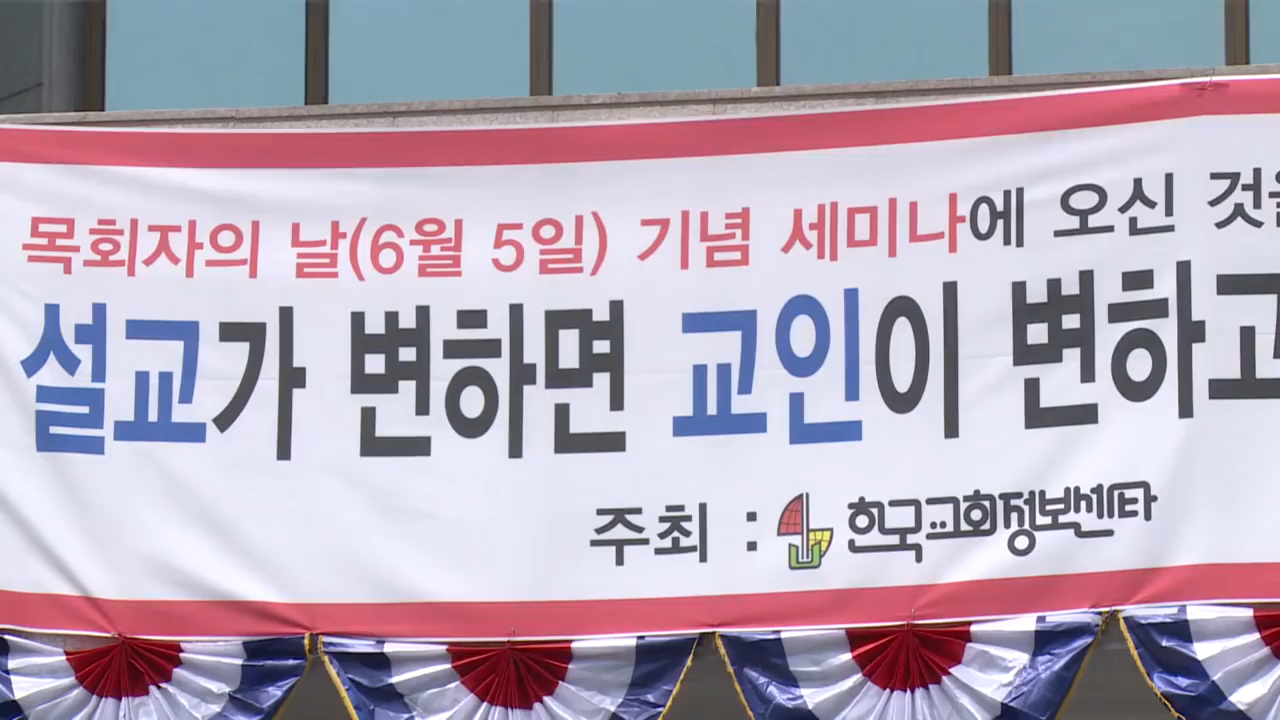 목회자의 날(6월 5일) 기념 세미나에 오신 것을
설교가 변하면 교인이 변하고
주최 : 한국교회정보센타